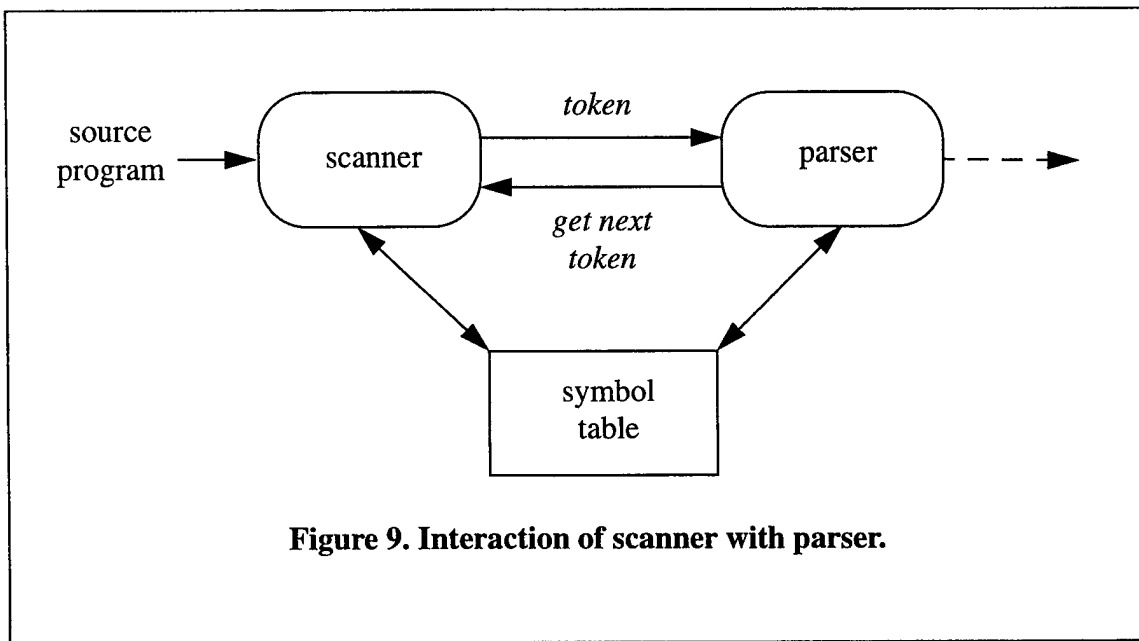 source
program
scanner
token
get next
token
parser
symbol
table
Figure 9. Interaction of scanner with parser.